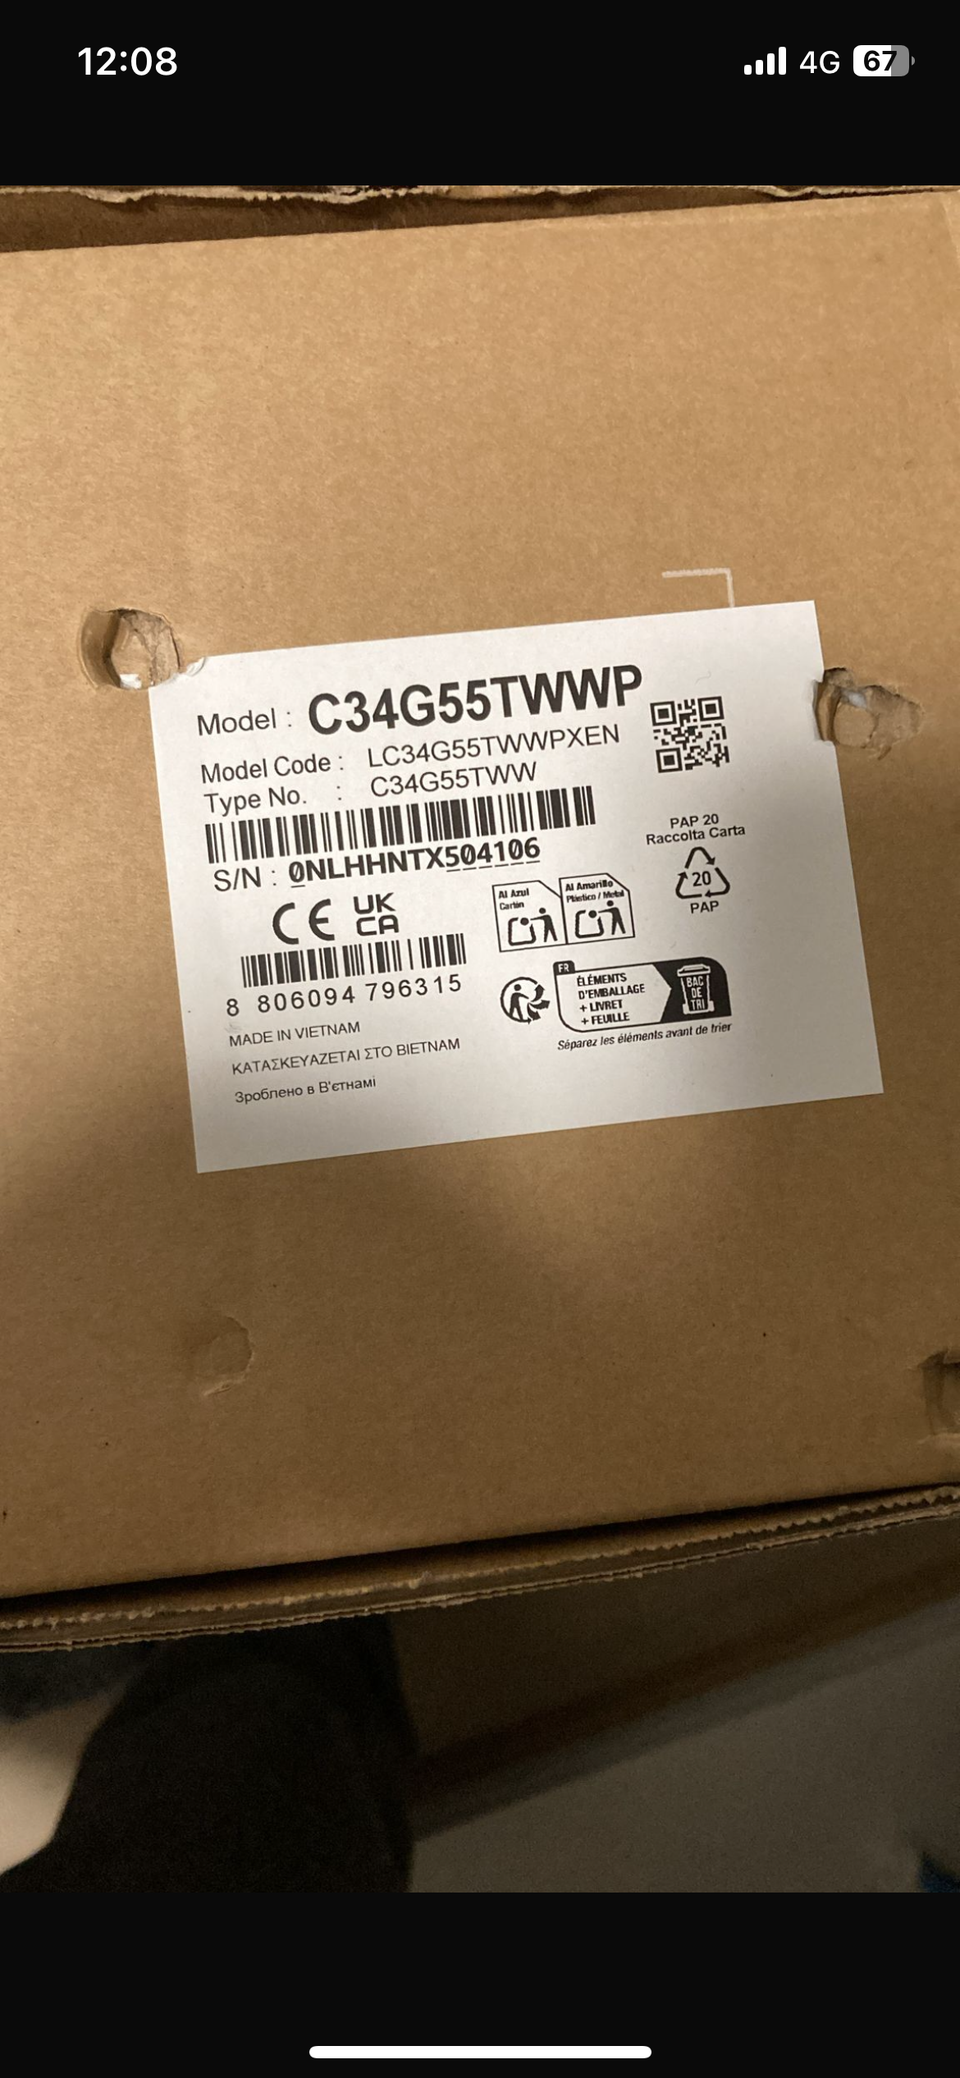 12:08
4G
67
Model : C34G55TWWP
Model Code : LC34G55TWWPXEN
Type No. : C34G55TWW
S/N : 0NLHHNTX504106
CE UK CA
8 806094 796315
MADE IN VIETNAM
ΚΑΤΑΣΚΕΥΑΖΕΤΑΙ ΣΤΟ ΒΙΕΤΝΑΜ
Зроблено в В'єтнамі
PAP 20
Raccolta Carta
20
PAP
Al Azul
Cartón
Al Amarillo
Plástico / Metal
FR
ÉLÉMENTS
D'EMBALLAGE
+ LIVRET
+ FEUILLE
BAC
DE
TRI
Séparez les éléments avant de trier